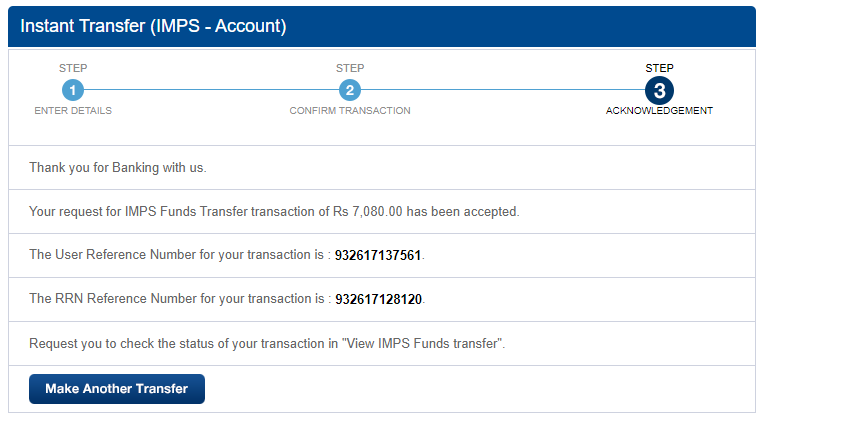 Instant Transfer (IMPS - Account)
STEP STEP STEP
1 2 3
ENTER DETAILS CONFIRM TRANSACTION ACKNOWLEDGEMENT
Thank you for Banking with us.
Your request for IMPS Funds Transfer transaction of Rs 7,080.00 has been accepted.
The User Reference Number for your transaction is : 932617137561.
The RRN Reference Number for your transaction is : 932617128120.
Request you to check the status of your transaction in "View IMPS Funds transfer".
Make Another Transfer